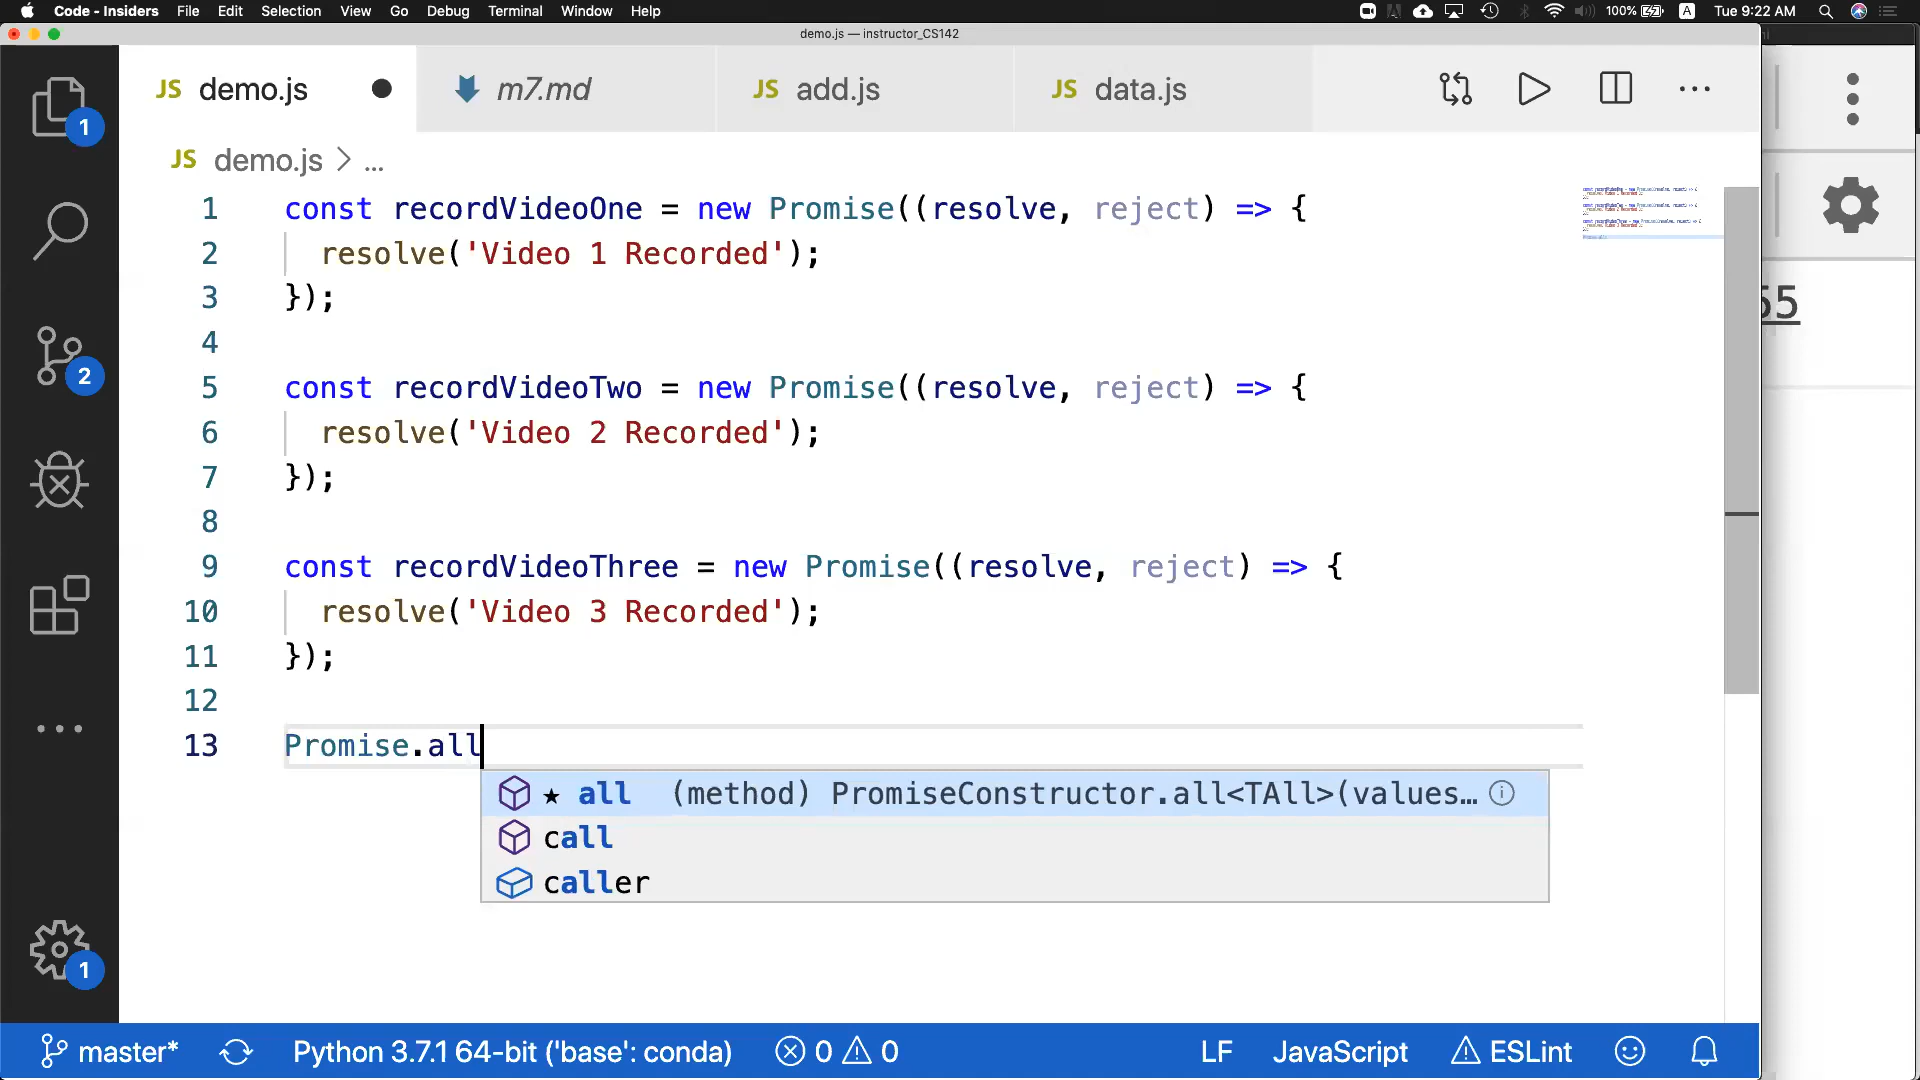 Code - Insiders File Edit Selection View Go Debug Terminal Window Help 100% A Tue 9:22 AM
demo.js — instructor_CS142
JS demo.js m7.md JS add.js JS data.js
JS demo.js > ...
1 const recordVideoOne = new Promise((resolve, reject) => {
2 resolve('Video 1 Recorded');
3 });
4
5 const recordVideoTwo = new Promise((resolve, reject) => {
6 resolve('Video 2 Recorded');
7 });
8
9 const recordVideoThree = new Promise((resolve, reject) => {
10 resolve('Video 3 Recorded');
11 });
12
13 Promise.all
★ all (method) PromiseConstructor.all<TAll>(values…
call
caller
1
2
1
55
master* Python 3.7.1 64-bit ('base': conda) 0 0 LF JavaScript ESLint